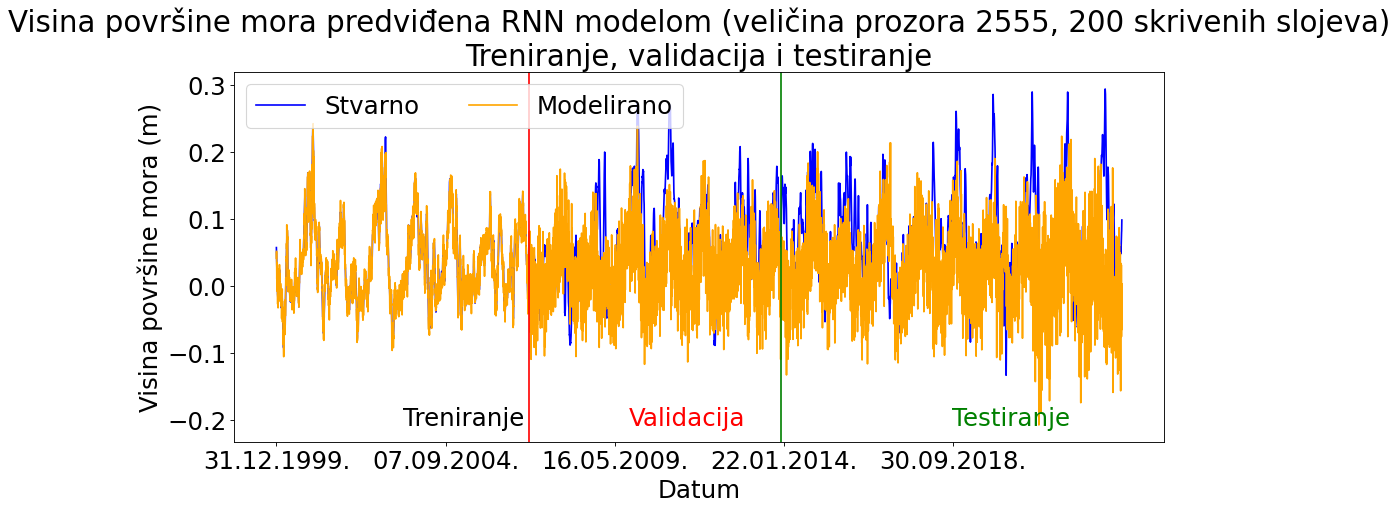 Visina površine mora predviđena RNN modelom (veličina prozora 2555, 200 skrivenih slojeva)
Treniranje, validacija i testiranje
Stvarno Modelirano
0.3
0.2
0.1
0.0
−0.1
−0.2
Visina površine mora (m)
Treniranje Validacija Testiranje
31.12.1999. 07.09.2004. 16.05.2009. 22.01.2014. 30.09.2018.
Datum